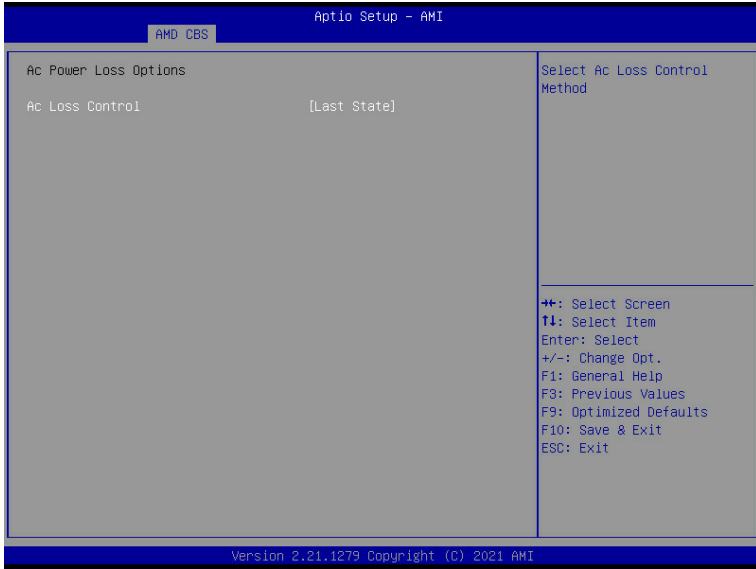 Aptio Setup – AMI
AMD CBS
Ac Power Loss Options
Ac Loss Control [Last State]
Select Ac Loss Control
Method
→←: Select Screen
↑↓: Select Item
Enter: Select
+/-: Change Opt.
F1: General Help
F3: Previous Values
F9: Optimized Defaults
F10: Save & Exit
ESC: Exit
Version 2.21.1279 Copyright (C) 2021 AMI